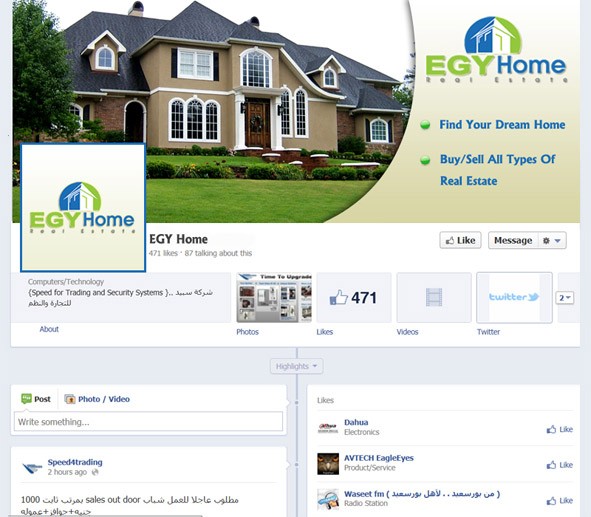 EGYHome
Real Estate
Find Your Dream Home
Buy/Sell All Types Of
Real Estate
EGYHome
Real Estate
EGY Home
471 likes · 87 talking about this
Like
Message
Computers/Technology
{Speed for Trading and Security Systems }.. شركة سبيد
للتجارة والنظم
About
Time To Upgrade
Photos
471
Likes
Videos
twitter
Twitter
2
Highlights
Post
Photo / Video
Write something...
Speed4trading
2 hours ago
مطلوب عاجلا للعمل شباب sales out door بمرتب ثابت 1000
جنيه+حوافز+عموله
Likes
Dahua
Electronics
Like
AVTECH EagleEyes
Product/Service
Like
Waseet fm ( من بورسعيد . . لأهل بورسعيد )
Radio Station
Like